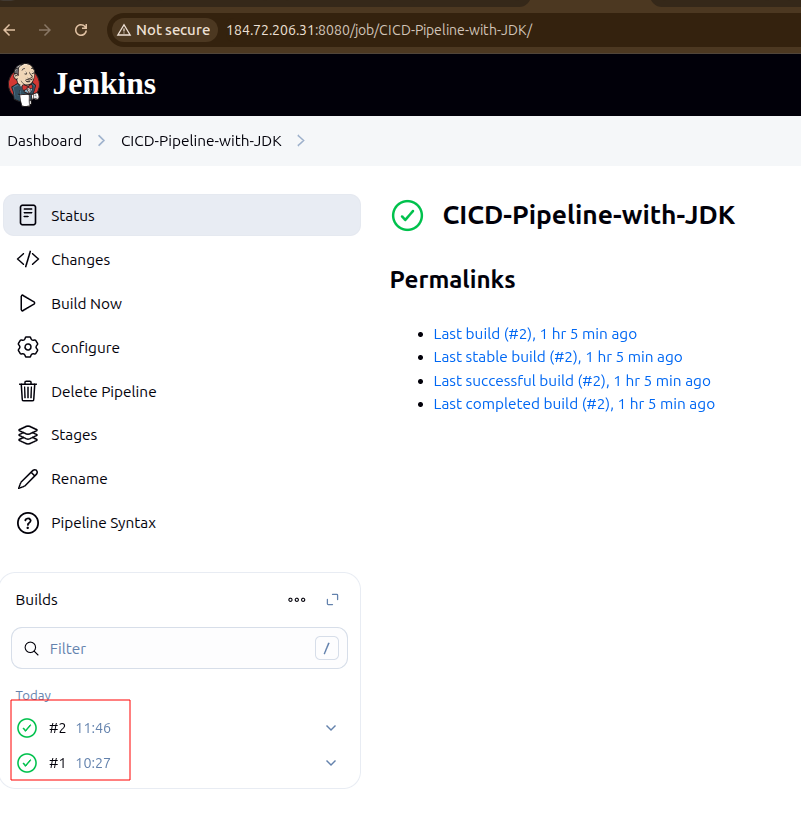 Not secure 184.72.206.31:8080/job/CICD-Pipeline-with-JDK/
Jenkins
Dashboard CICD-Pipeline-with-JDK
Status
Changes
Build Now
Configure
Delete Pipeline
Stages
Rename
Pipeline Syntax
CICD-Pipeline-with-JDK
Permalinks
Last build (#2), 1 hr 5 min ago
Last stable build (#2), 1 hr 5 min ago
Last successful build (#2), 1 hr 5 min ago
Last completed build (#2), 1 hr 5 min ago
Builds
Filter /
Today
#2 11:46
#1 10:27